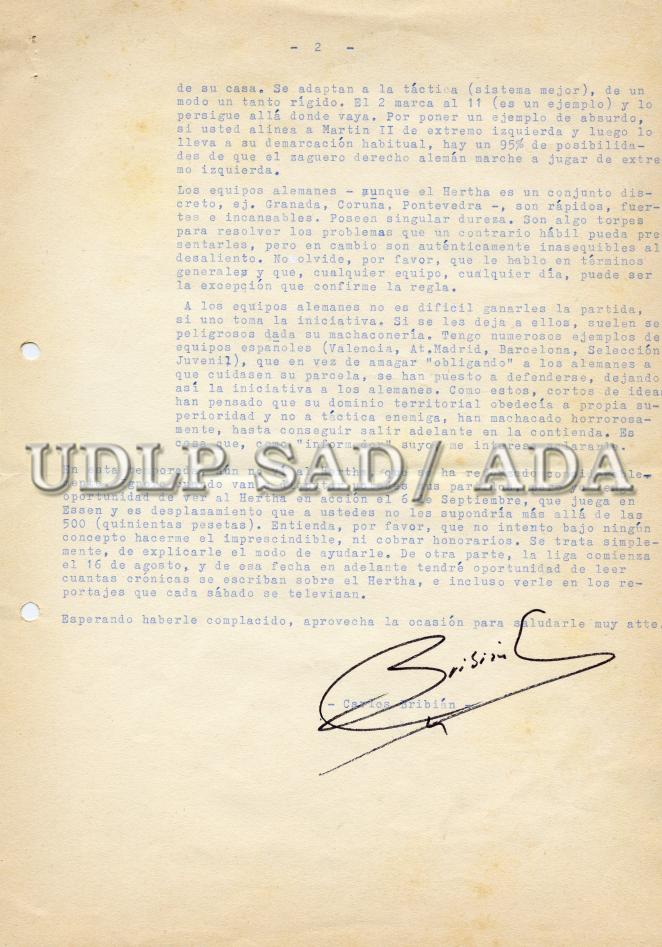 - 2 -
de su casa. Se adaptan a la táctica (sistema mejor), de un
modo un tanto rígido. El 2 marca al 11 (es un ejemplo) y lo
persigue allá donde vaya. Por poner un ejemplo de absurdo,
si usted alinea a Martin II de extremo izquierda y luego lo
lleva a su demarcación habitual, hay un 95% de posibilida-
des de que el zaguero derecho alemán marche a jugar de extre
mo izquierda.
Los equipos alemanes - aunque el Hertha es un conjunto dis-
creto, ej. Granada, Coruña, Pontevedra -, son rápidos, fuer-
tes e incansables. Poseen singular dureza. Son algo torpes
para resolver los problemas que un contrario hábil pueda pre
sentarles, pero en cambio son auténticamente inasequibles al
desaliento. No olvide, por favor, que le hablo en términos
generales y que, cualquier equipo, cualquier día, puede ser
la excepción que confirme la regla.
A los equipos alemanes no es difícil ganarles la partida,
si uno toma la iniciativa. Si se les deja a ellos, suelen se
peligrosos dada su machaconería. Tengo numerosos ejemplos de
equipos españoles (Valencia, At.Madrid, Barcelona, Selección
Juvenil), que en vez de amagar "obligando" a los alemanes a
que cuidasen su parcela, se han puesto a defenderse, dejando
así la iniciativa a los alemanes. Como estos, cortos de ideas
han pensado que su dominio territorial obedecía a propia su-
perioridad y no a táctica enemiga, han machacado horrorosa-
mente, hasta conseguir salir adelante en la contienda. Es
cosa que, como "informador" suyo me
UDLP SAD/ ADA
En esta temporada aún no
oportunidad de ver al Hertha en acción el 6 de Septiembre, que juega en
Essen y es desplazamiento que a ustedes no les supondría más allá de las
500 (quinientas pesetas). Entienda, por favor, que no intento bajo ningún
concepto hacerme el imprescindible, ni cobrar honorarios. Se trata simple-
mente, de explicarle el modo de ayudarle. De otra parte, la liga comienza
el 16 de agosto, y de esa fecha en adelante tendré oportunidad de leer
cuantas crónicas se escriban sobre el Hertha, e incluso verle en los re-
portajes que cada sábado se televisan.
Esperando haberle complacido, aprovecha la ocasión para saludarle muy atte.
Bribián
- Carlos Bribián -